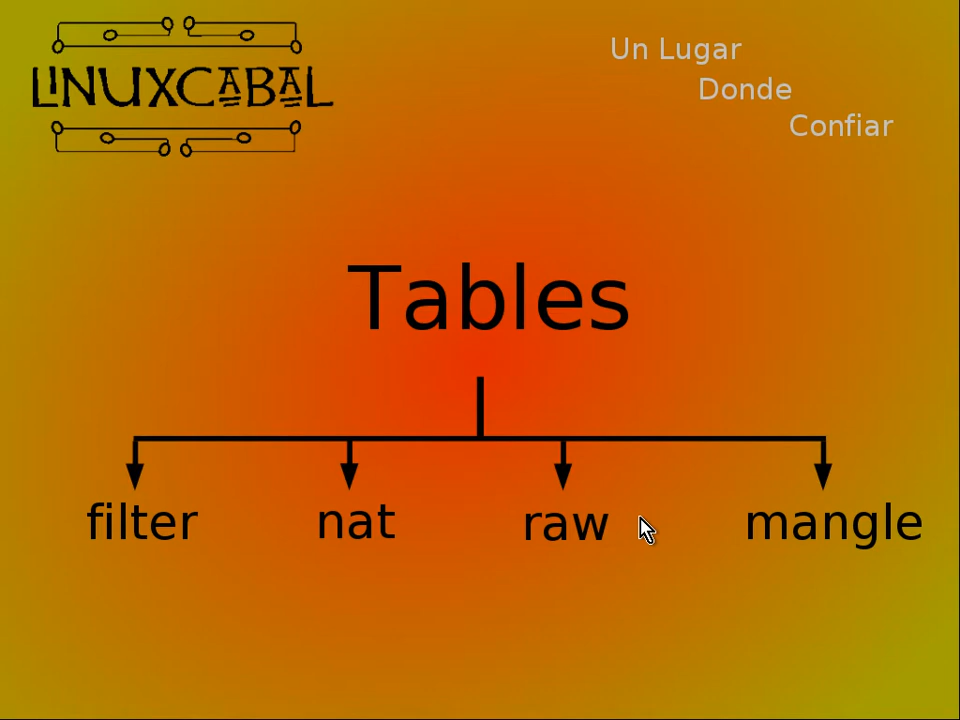 LINUXCABAL
Un Lugar
Donde
Confiar
Tables
filter nat raw mangle